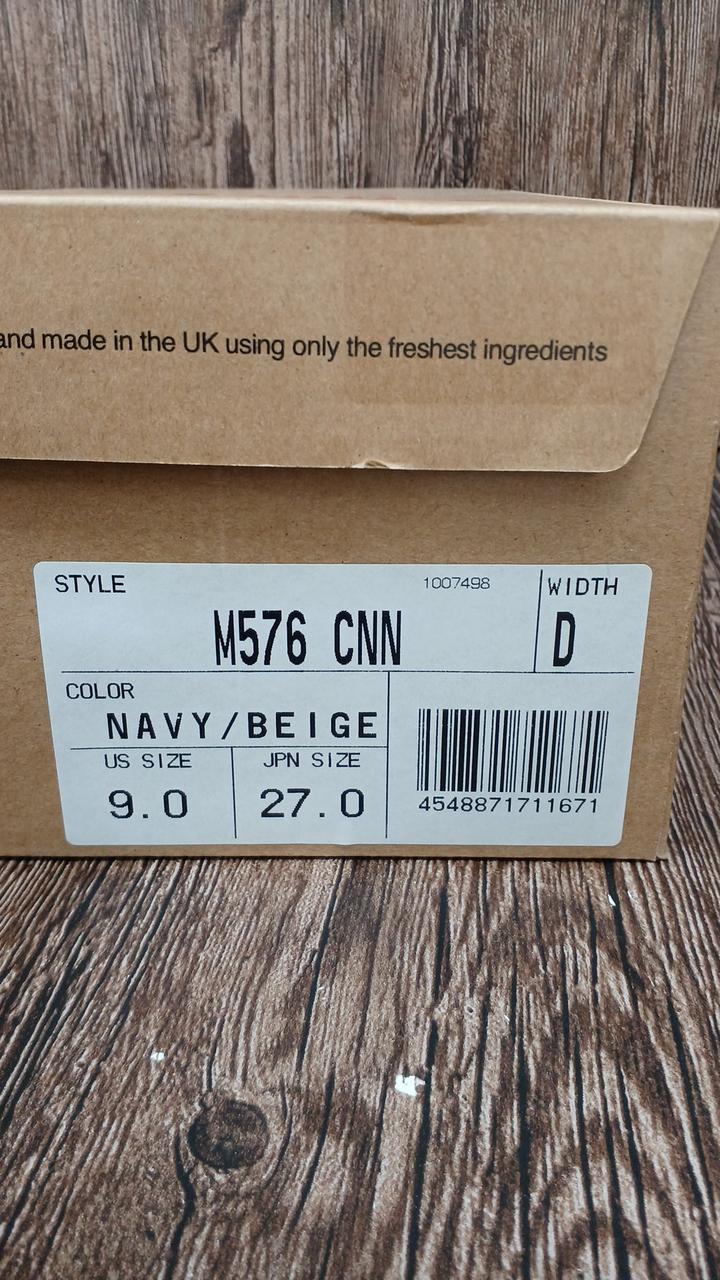 and made in the UK using only the freshest ingredients
STYLE 1007498 WIDTH
M576 CNN D
COLOR
NAVY/BEIGE
US SIZE JPN SIZE
9.0 27.0
4548871711671